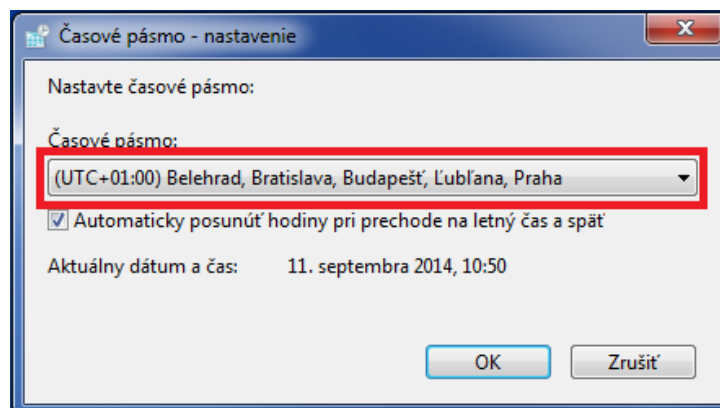 Časové pásmo - nastavenie
Nastavte časové pásmo:
Časové pásmo:
(UTC+01:00) Belehrad, Bratislava, Budapešť, Ľubľana, Praha
Automaticky posunúť hodiny pri prechode na letný čas a späť
Aktuálny dátum a čas: 11. septembra 2014, 10:50
OK Zrušiť